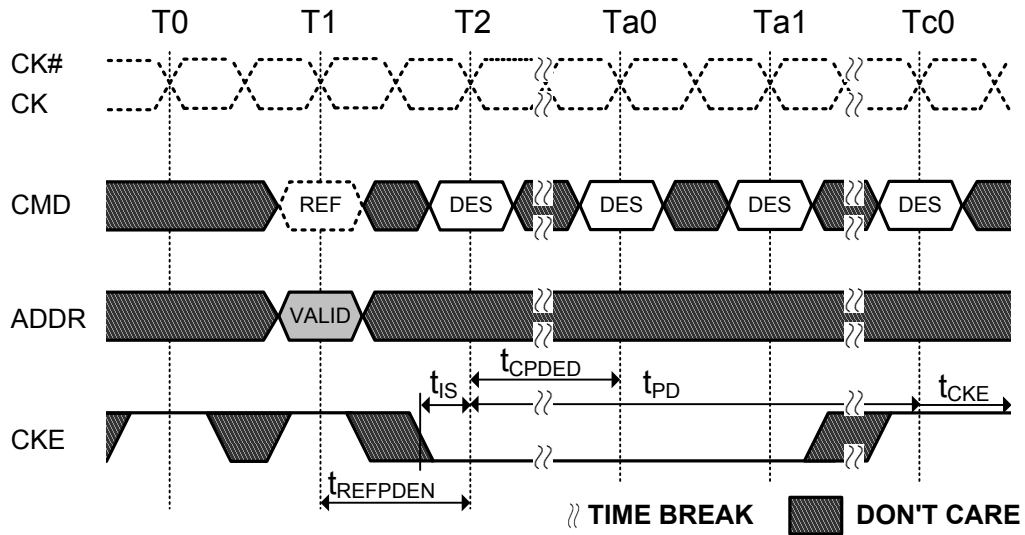 T0 T1 T2 Ta0 Ta1 Tc0
CK#
CK
CMD REF DES DES DES DES
ADDR VALID
tCPDED
tIS tPD tCKE
CKE
tREFPDEN
TIME BREAK DON'T CARE